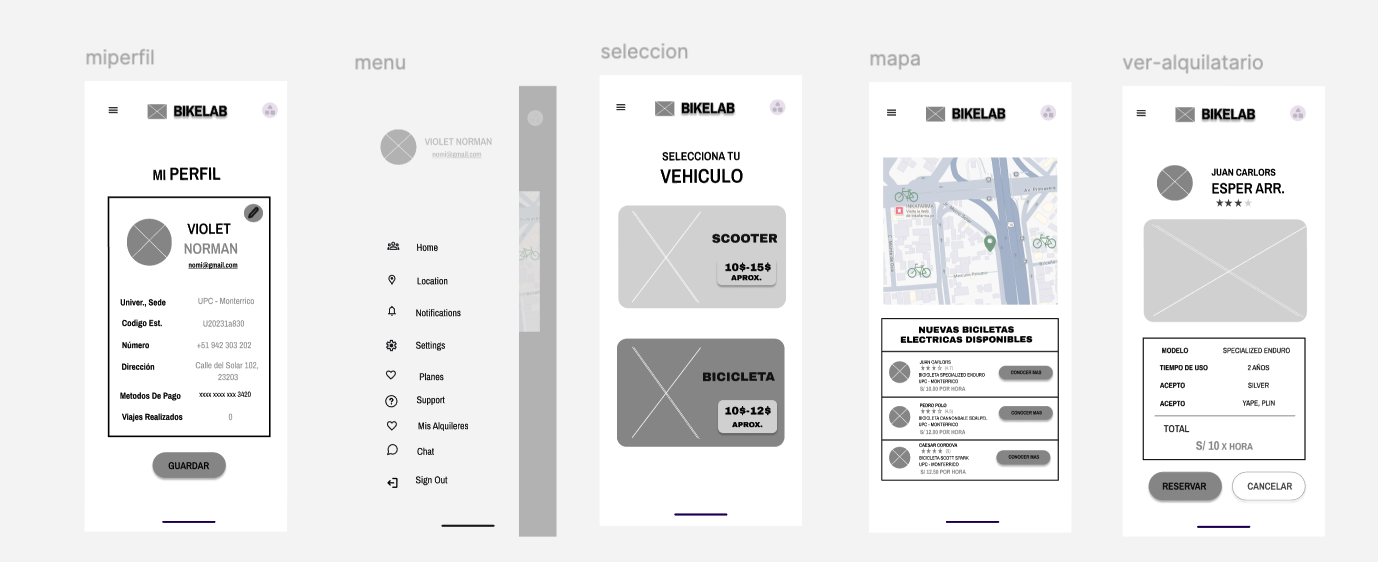 miperfil
BIKELAB
MI PERFIL
VIOLET
NORMAN
nomi@gmail.com
Univer., Sede UPC - Monterrico
Codigo Est. U20231a830
Número +51 942 303 202
Dirección Calle del Solar 102,
23203
Metodos De Pago xxxx xxxx xxx 3420
Viajes Realizados 0
GUARDAR
menu
VIOLET NORMAN
nomi@gmail.com
Home
Location
Notifications
Settings
Planes
Support
Mis Alquileres
Chat
Sign Out
seleccion
BIKELAB
SELECCIONA TU
VEHICULO
SCOOTER
10$-15$
APROX.
BICICLETA
10$-12$
APROX.
mapa
BIKELAB
Av. Primavera
INKAFARMA
NUEVAS BICILETAS
ELECTRICAS DISPONIBLES
JUAN CARLORS
BICICLETA SPECIALIZED ENDURO
UPC - MONTERRICO
S/ 10.00 POR HORA
CONOCER MAS
PEDRO POLO
BICICLETA CANNONDALE SCALPEL
UPC - MONTERRICO
S/ 12.00 POR HORA
CONOCER MAS
CAESAR CORDOVA
BICICLETA SCOTT SPARK
UPC - MONTERRICO
S/ 12.50 POR HORA
CONOCER MAS
ver-alquilatario
BIKELAB
JUAN CARLORS
ESPER ARR.
MODELO SPECIALIZED ENDURO
TIEMPO DE USO 2 AÑOS
ACEPTO SILVER
ACEPTO YAPE, PLIN
TOTAL
S/ 10 X HORA
RESERVAR
CANCELAR